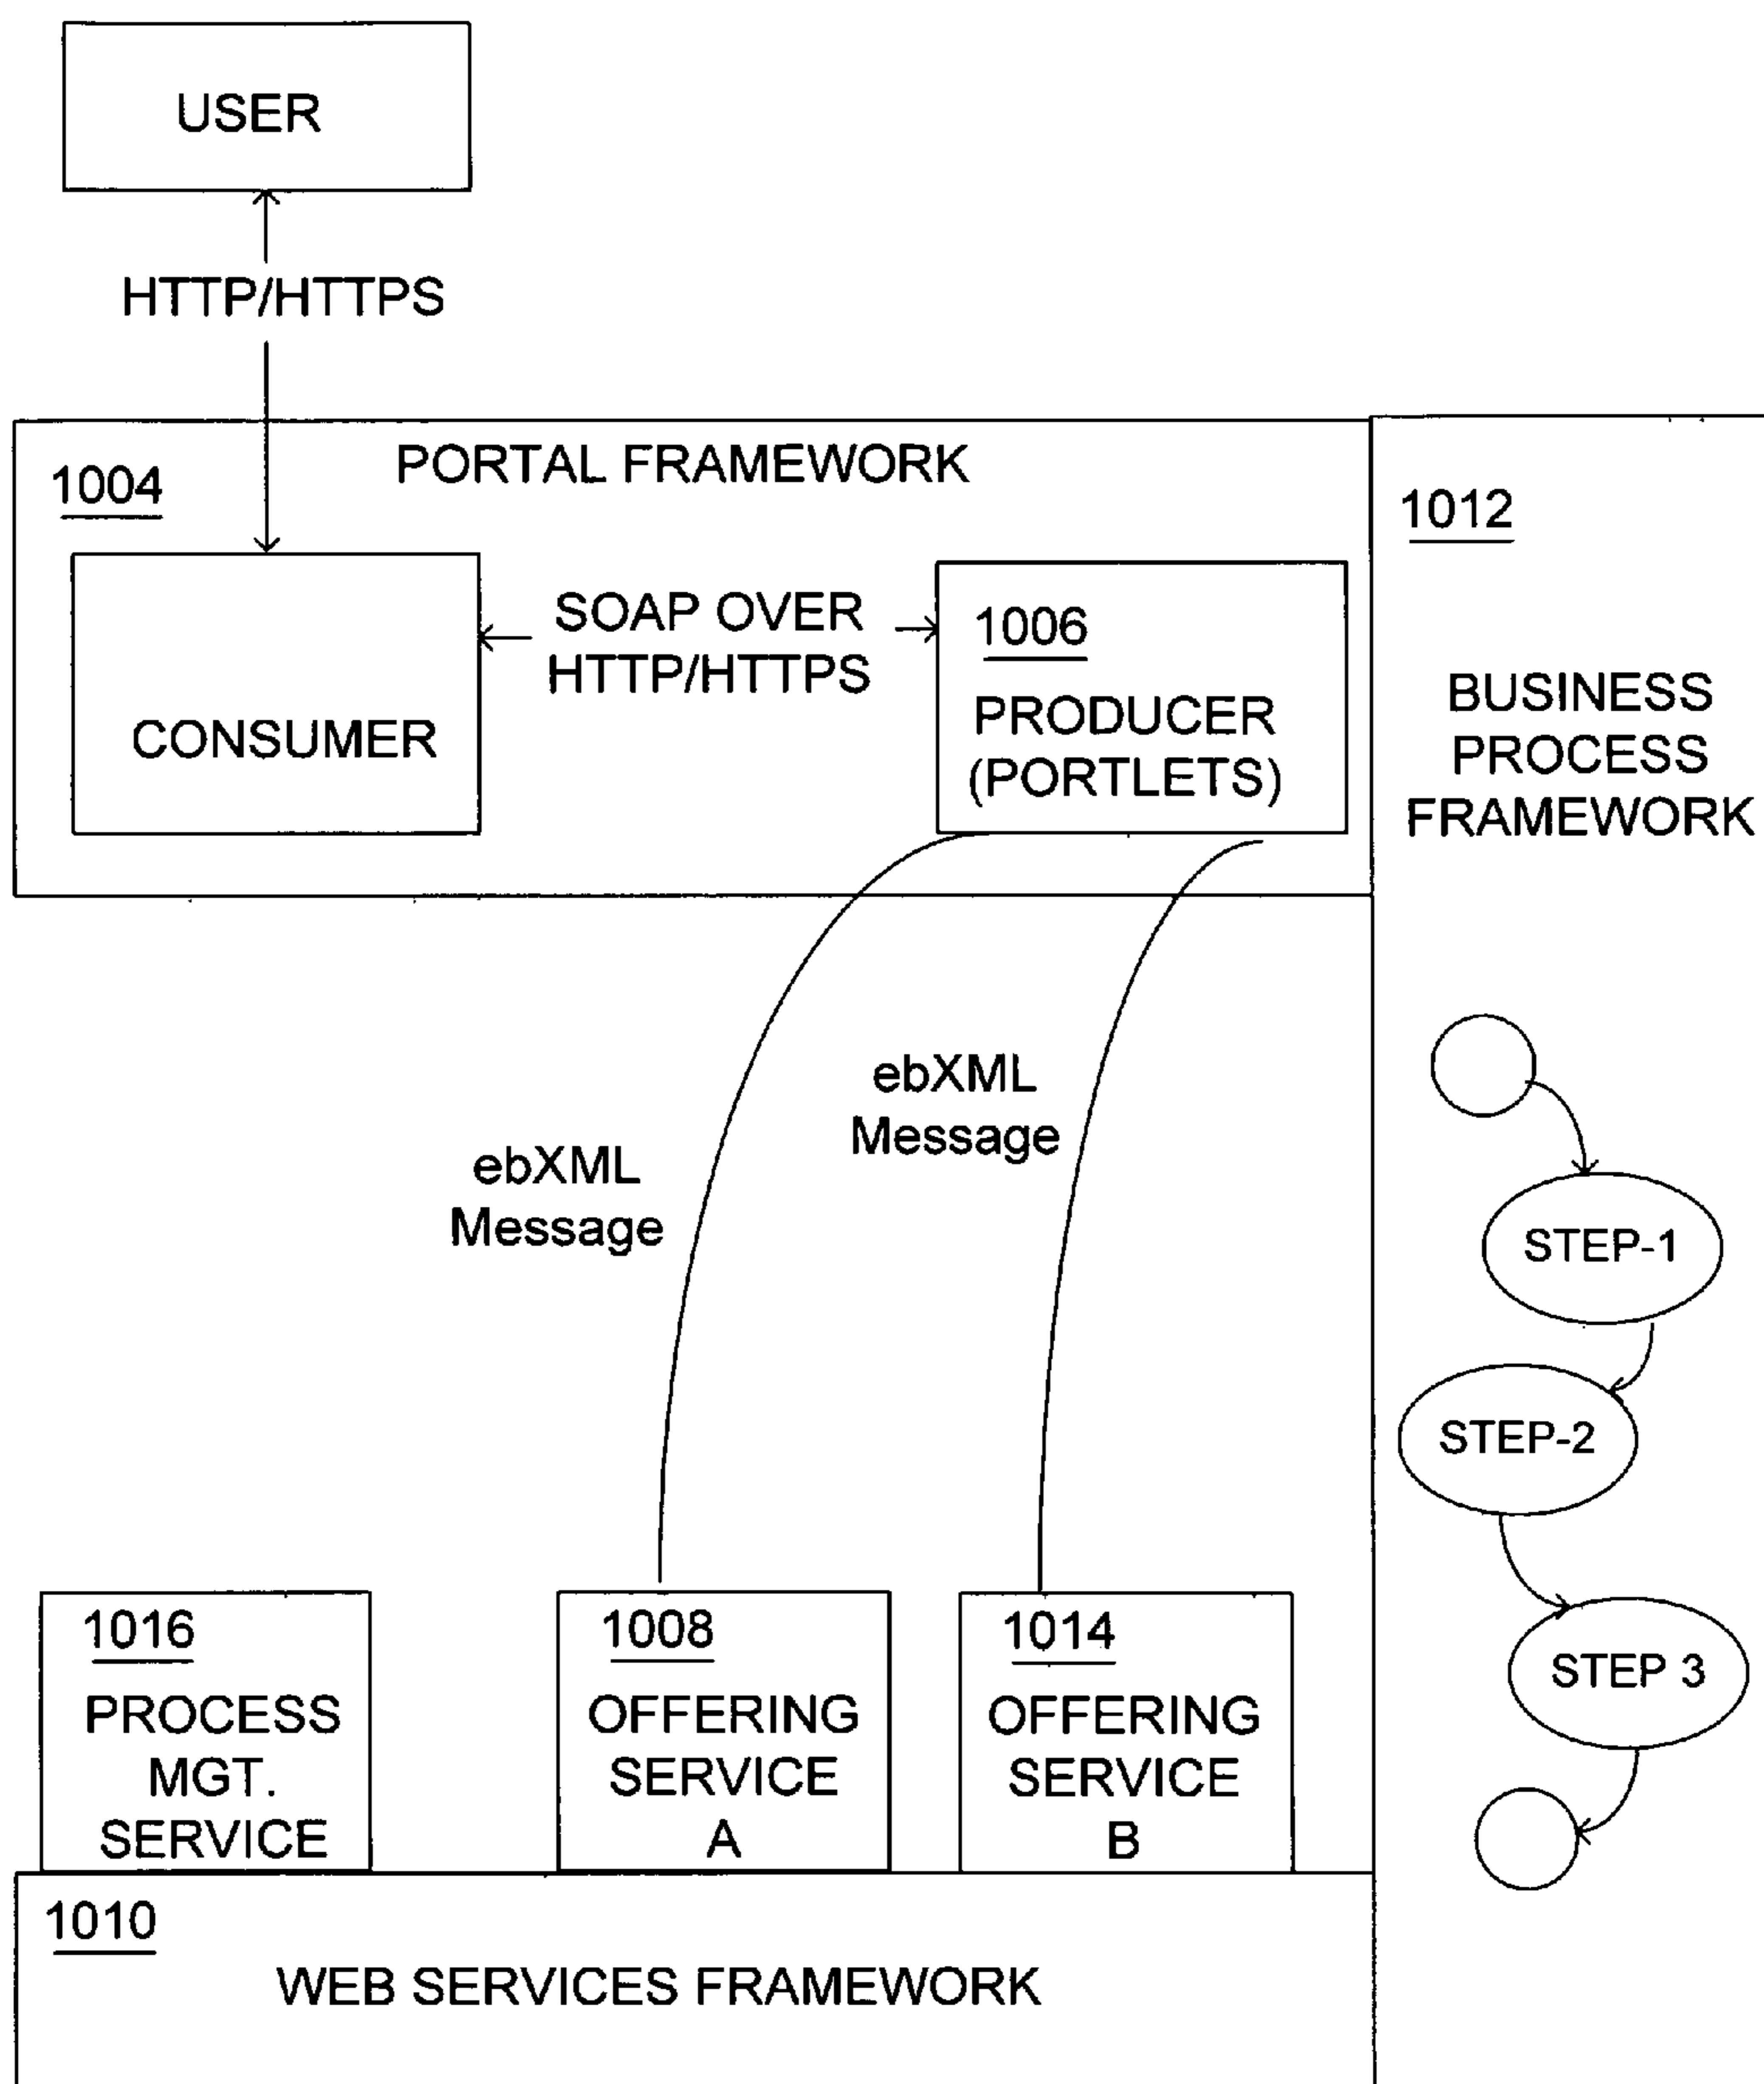 USER
HTTP/HTTPS
PORTAL FRAMEWORK
1004
CONSUMER
SOAP OVER
HTTP/HTTPS
1006
PRODUCER
(PORTLETS)
1012
BUSINESS
PROCESS
FRAMEWORK
ebXML
Message
ebXML
Message
STEP-1
STEP-2
STEP 3
1016
PROCESS
MGT.
SERVICE
1008
OFFERING
SERVICE
A
1014
OFFERING
SERVICE
B
1010
WEB SERVICES FRAMEWORK